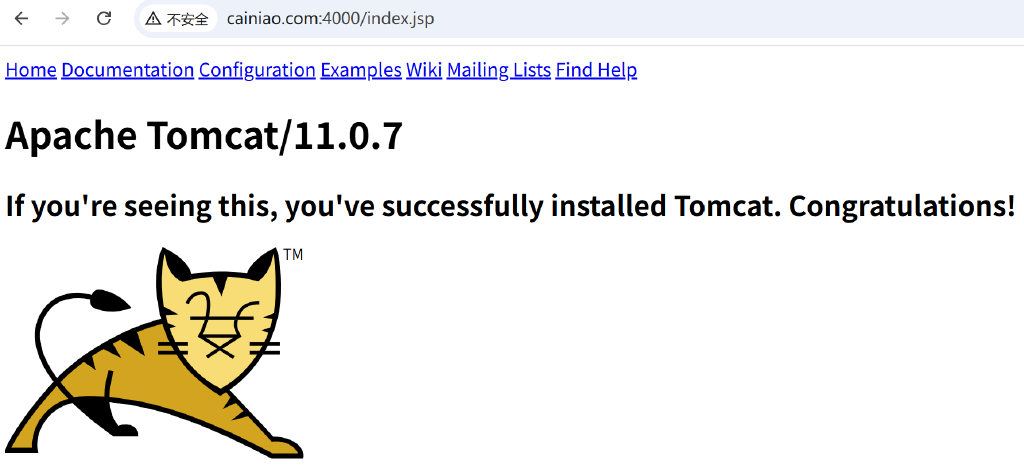 不安全 cainiao.com:4000/index.jsp
Home Documentation Configuration Examples Wiki Mailing Lists Find Help
Apache Tomcat/11.0.7
If you're seeing this, you've successfully installed Tomcat. Congratulations!
TM